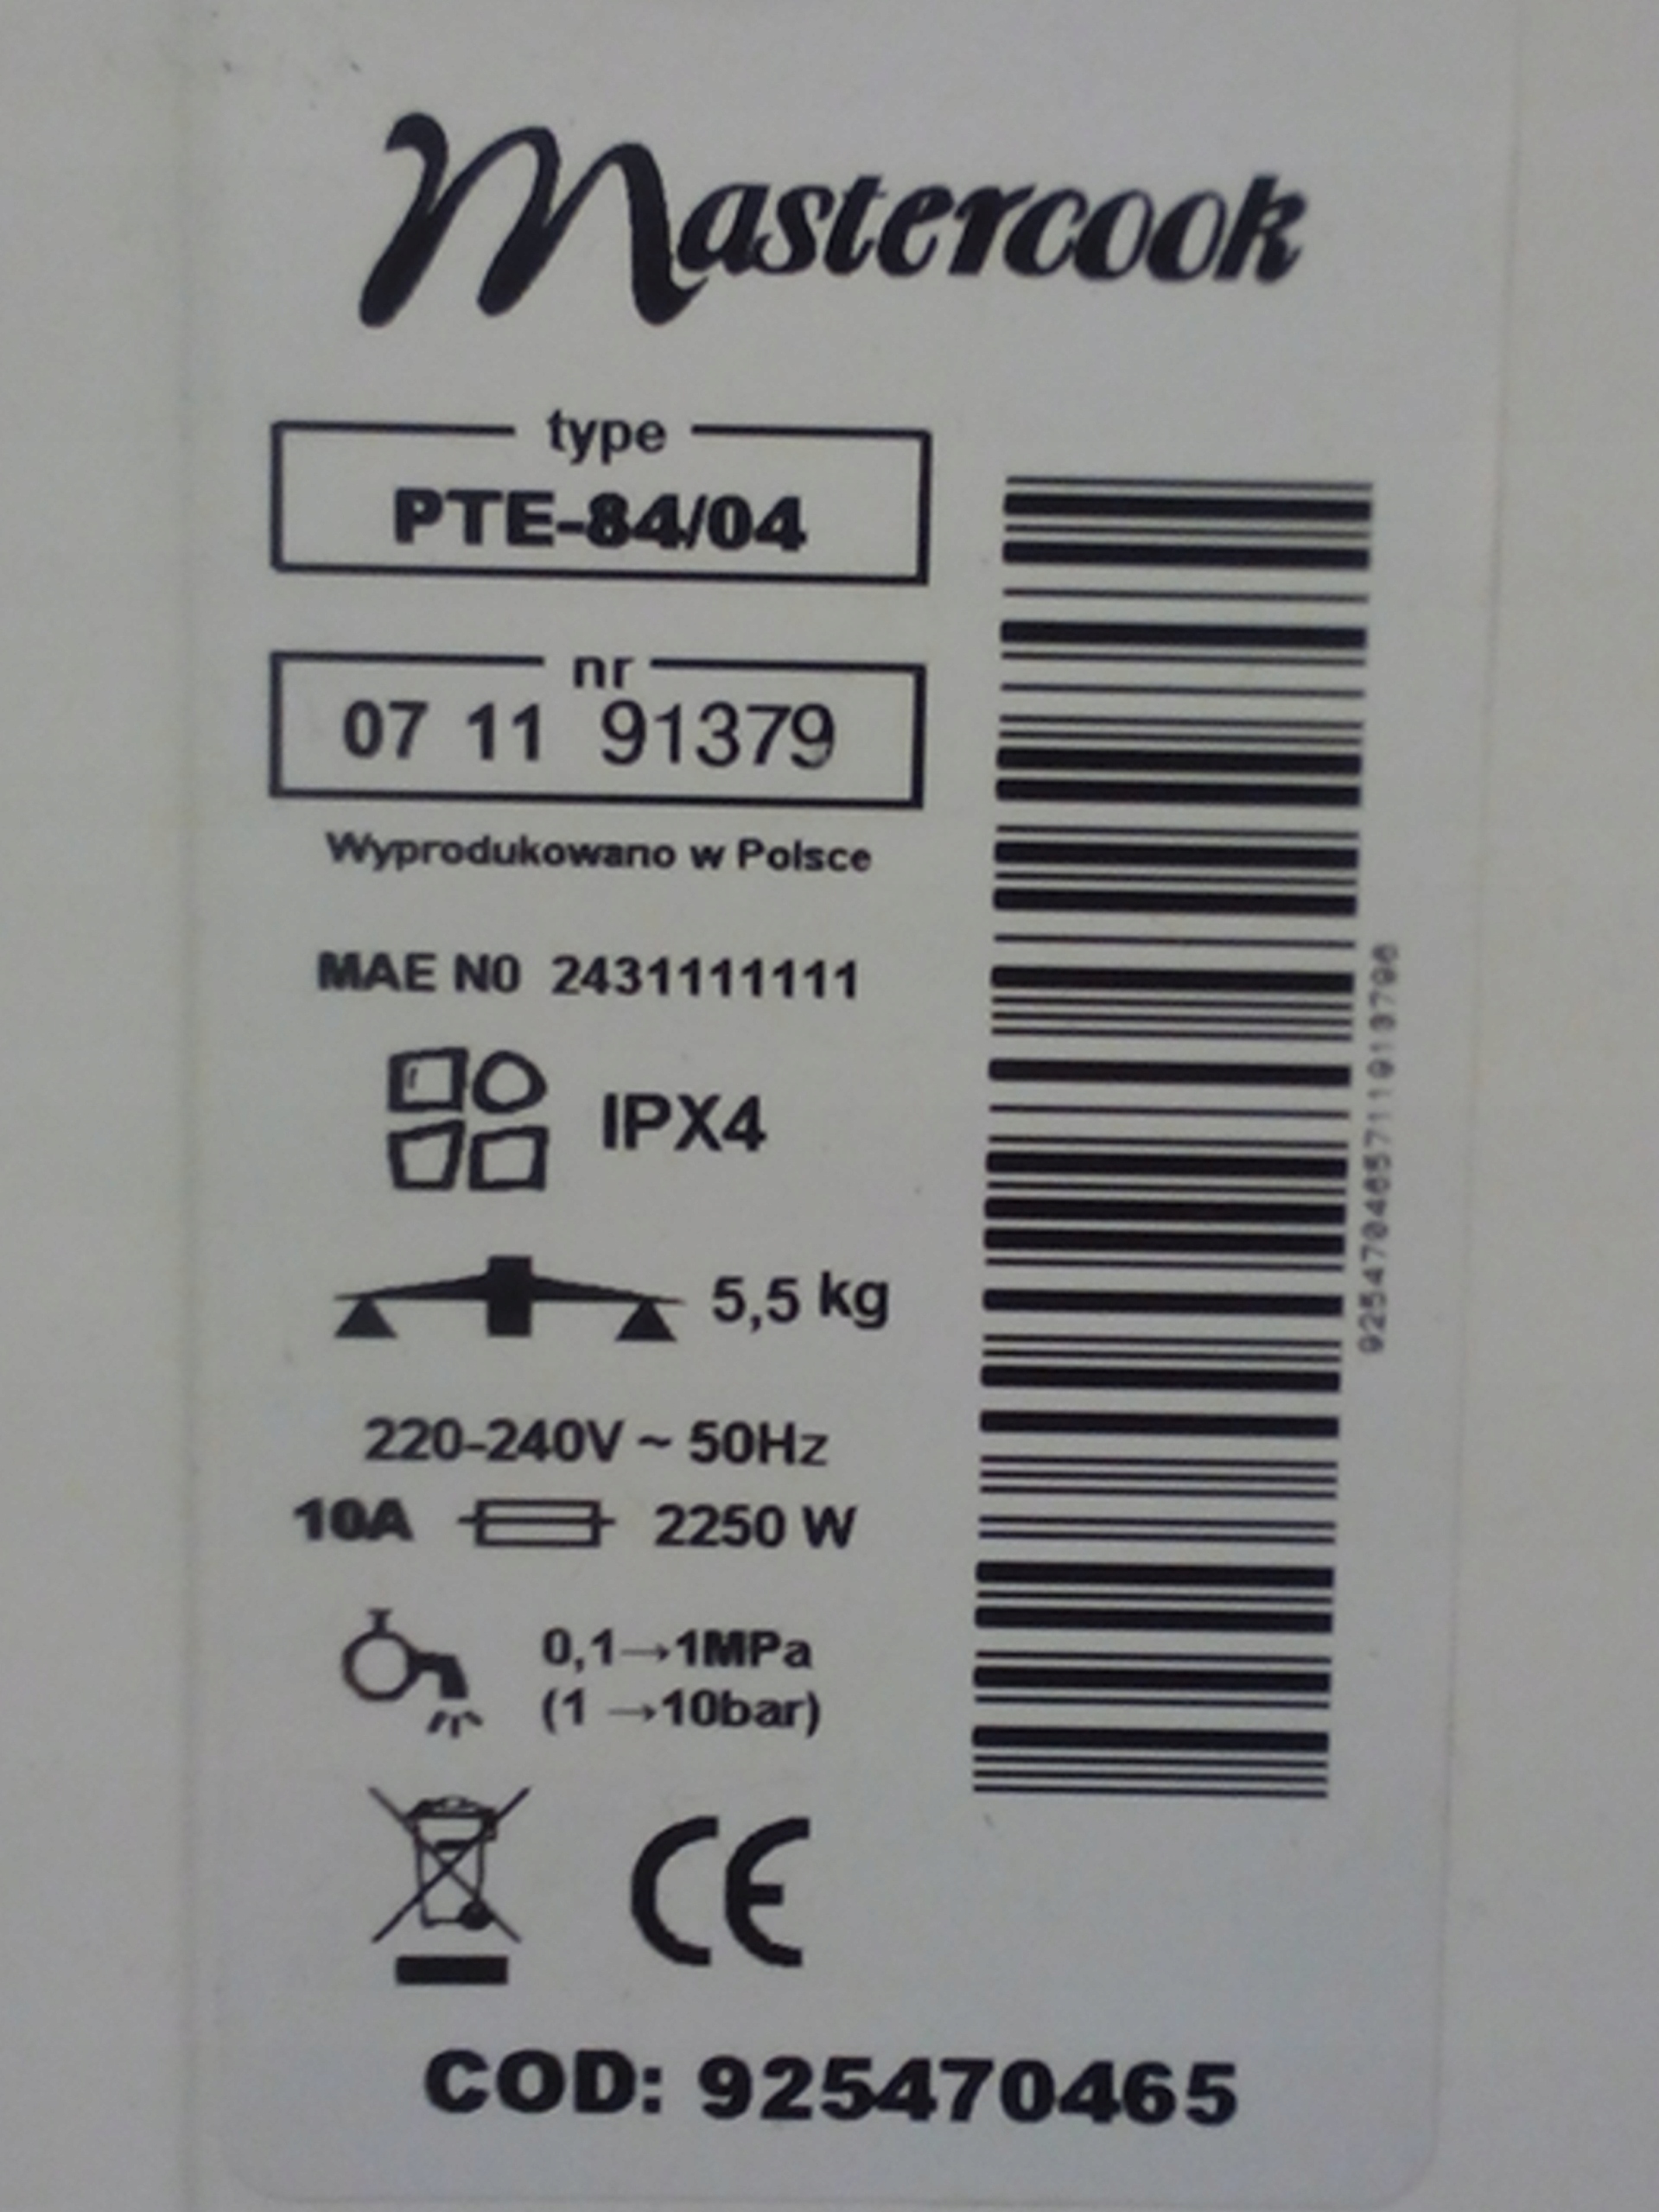 Mastercook
type
PTE-84/04
nr
07 11 91379
Wyprodukowano w Polsce
MAE N0 2431111111
IPX4
5,5 kg
220-240V ~ 50Hz
10A 2250 W
0,1→1MPa
(1 →10bar)
CE
COD: 925470465